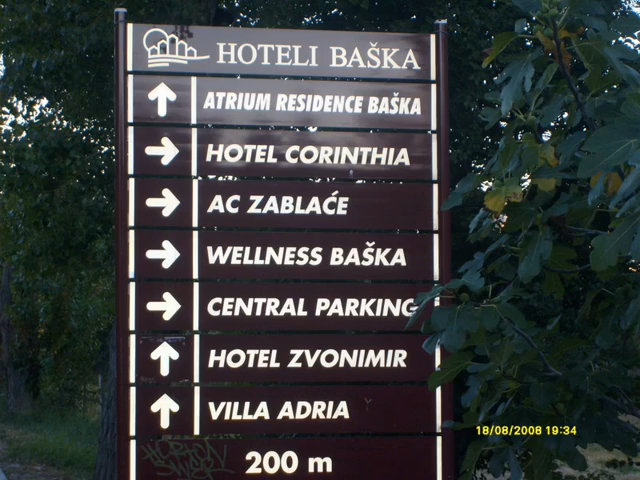 HOTELI BAŠKA
ATRIUM RESIDENCE BAŠKA
HOTEL CORINTHIA
AC ZABLAĆE
WELLNESS BAŠKA
CENTRAL PARKING
HOTEL ZVONIMIR
VILLA ADRIA
200 m
18/08/2008 19:34